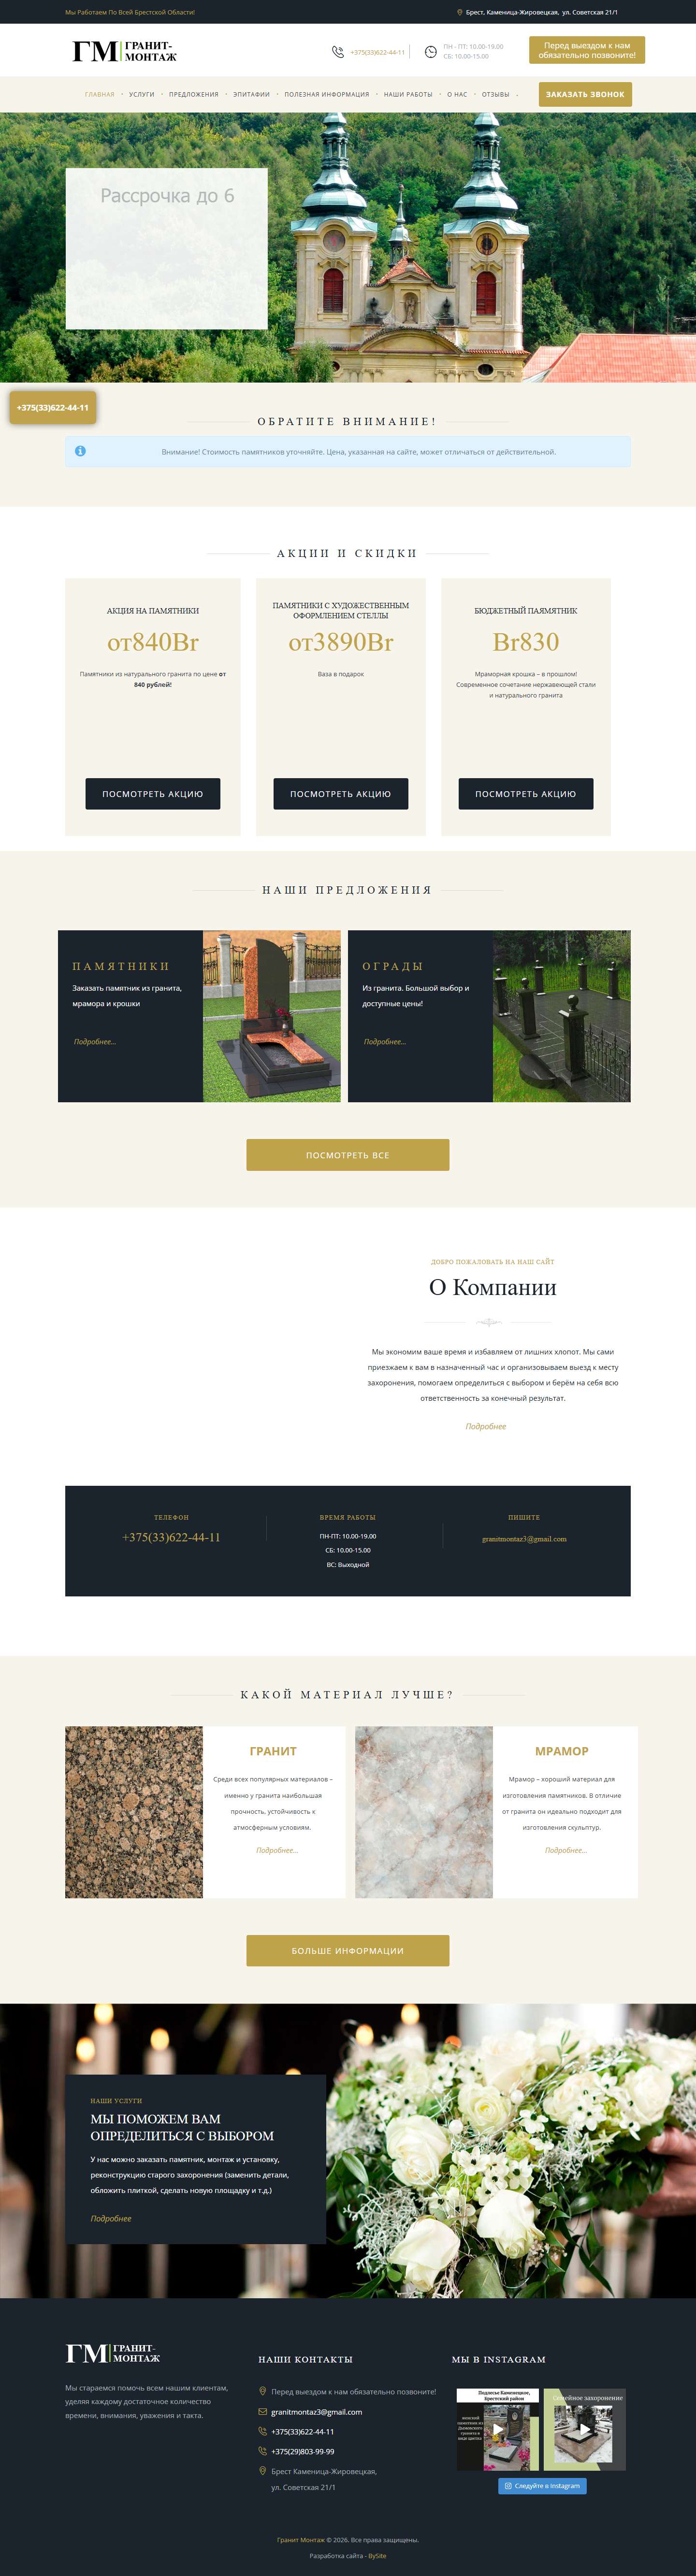 Мы Работаем По Всей Брестской Области!
Брест, Каменица-Жировецкая, ул. Советская 21/1
ГМ
ГРАНИТ-
МОНТАЖ
+375(33)622-44-11
ПН - ПТ: 10.00-19.00
СБ: 10.00-15.00
Перед выездом к нам
обязательно позвоните!
ГЛАВНАЯ • УСЛУГИ • ПРЕДЛОЖЕНИЯ • ЭПИТАФИИ • ПОЛЕЗНАЯ ИНФОРМАЦИЯ • НАШИ РАБОТЫ • О НАС • ОТЗЫВЫ
ЗАКАЗАТЬ ЗВОНОК
Рассрочка до 6
+375(33)622-44-11
ОБРАТИТЕ ВНИМАНИЕ!
Внимание! Стоимость памятников уточняйте. Цена, указанная на сайте, может отличаться от действительной.
АКЦИИ И СКИДКИ
АКЦИЯ НА ПАМЯТНИКИ
от840Br
Памятники из натурального гранита по цене от
840 рублей!
ПОСМОТРЕТЬ АКЦИЮ
ПАМЯТНИКИ С ХУДОЖЕСТВЕННЫМ
ОФОРМЛЕНИЕМ СТЕЛЛЫ
от3890Br
Ваза в подарок
ПОСМОТРЕТЬ АКЦИЮ
БЮДЖЕТНЫЙ ПАЯМЯТНИК
Br830
Мраморная крошка – в прошлом!
Современное сочетание нержавеющей стали
и натурального гранита
ПОСМОТРЕТЬ АКЦИЮ
НАШИ ПРЕДЛОЖЕНИЯ
ПАМЯТНИКИ
Заказать памятник из гранита,
мрамора и крошки
Подробнее...
ОГРАДЫ
Из гранита. Большой выбор и
доступные цены!
Подробнее...
ПОСМОТРЕТЬ ВСЕ
ДОБРО ПОЖАЛОВАТЬ НА НАШ САЙТ
О Компании
Мы экономим ваше время и избавляем от лишних хлопот. Мы сами
приезжаем к вам в назначенный час и организовываем выезд к месту
захоронения, помогаем определиться с выбором и берём на себя всю
ответственность за конечный результат.
Подробнее
ТЕЛЕФОН
+375(33)622-44-11
ВРЕМЯ РАБОТЫ
ПН-ПТ: 10.00-19.00
СБ: 10.00-15.00
ВС: Выходной
ПИШИТЕ
granitmontaz3@gmail.com
КАКОЙ МАТЕРИАЛ ЛУЧШЕ?
ГРАНИТ
Среди всех популярных материалов –
именно у гранита наибольшая
прочность, устойчивость к
атмосферным условиям.
Подробнее...
МРАМОР
Мрамор – хороший материал для
изготовления памятников. В отличие
от гранита он идеально подходит для
изготовления скульптур.
Подробнее...
БОЛЬШЕ ИНФОРМАЦИИ
НАШИ УСЛУГИ
МЫ ПОМОЖЕМ ВАМ
ОПРЕДЕЛИТЬСЯ С ВЫБОРОМ
У нас можно заказать памятник, монтаж и установку,
реконструкцию старого захоронения (заменить детали,
обложить плиткой, сделать новую площадку и т.д.)
Подробнее
ГМ
ГРАНИТ-
МОНТАЖ
Мы стараемся помочь всем нашим клиентам,
уделяя каждому достаточное количество
времени, внимания, уважения и такта.
НАШИ КОНТАКТЫ
Перед выездом к нам обязательно позвоните!
granitmontaz3@gmail.com
+375(33)622-44-11
+375(29)803-99-99
Брест Каменица-Жировецкая,
ул. Советская 21/1
МЫ В INSTAGRAM
Подлесье Каменецкое,
Брестский район
Семейное захоронение
Следуйте в Instagram
Гранит Монтаж © 2026. Все права защищены.
Разработка сайта - BySite